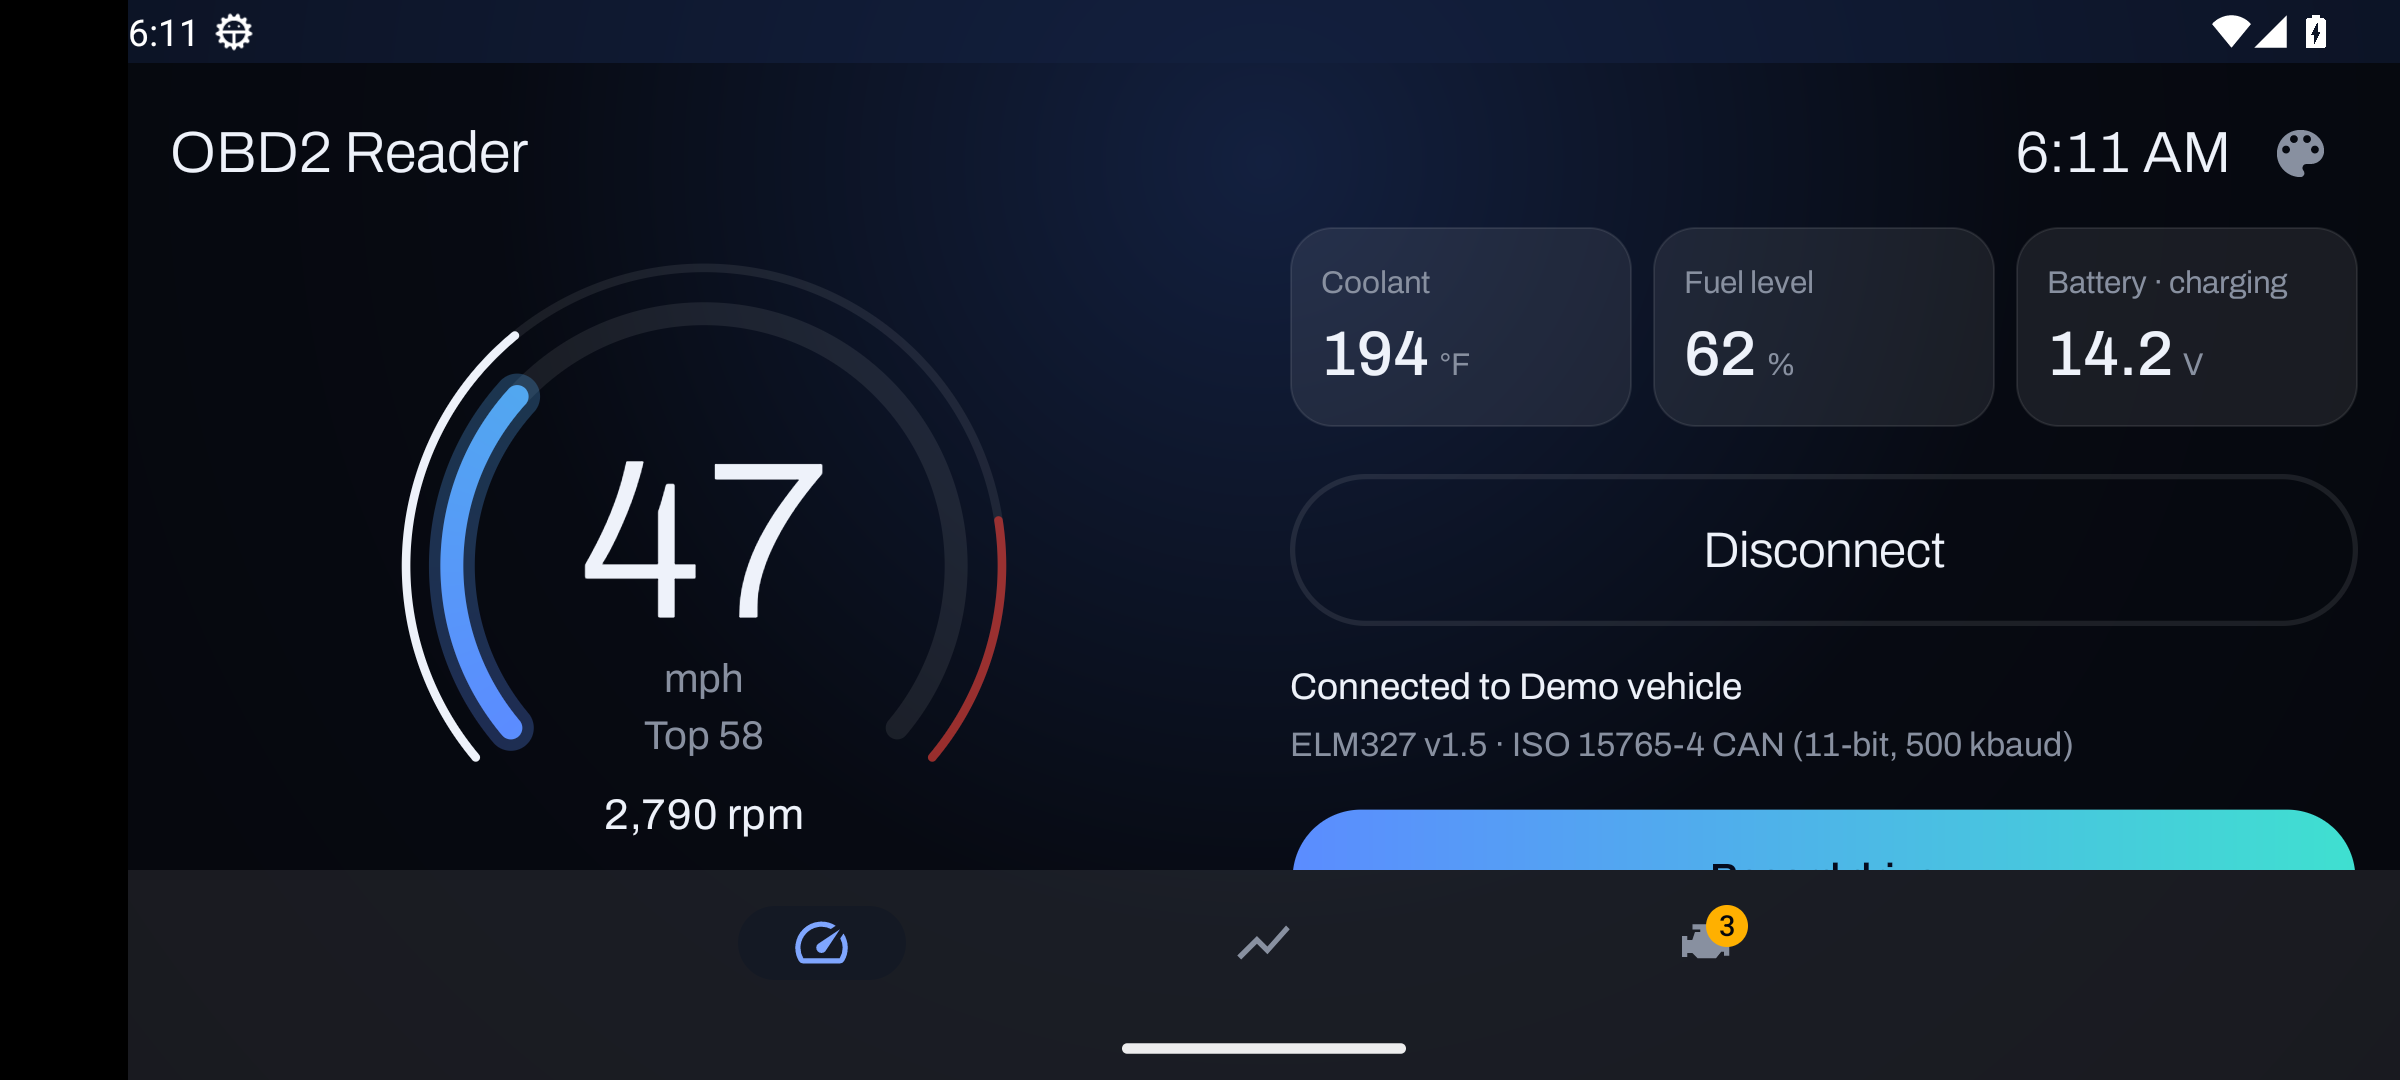 6:11
OBD2 Reader
6:11 AM
47
mph
Top 58
2,790 rpm
Coolant
194 °F
Fuel level
62 %
Battery · charging
14.2 V
Disconnect
Connected to Demo vehicle
ELM327 v1.5 · ISO 15765-4 CAN (11-bit, 500 kbaud)
3